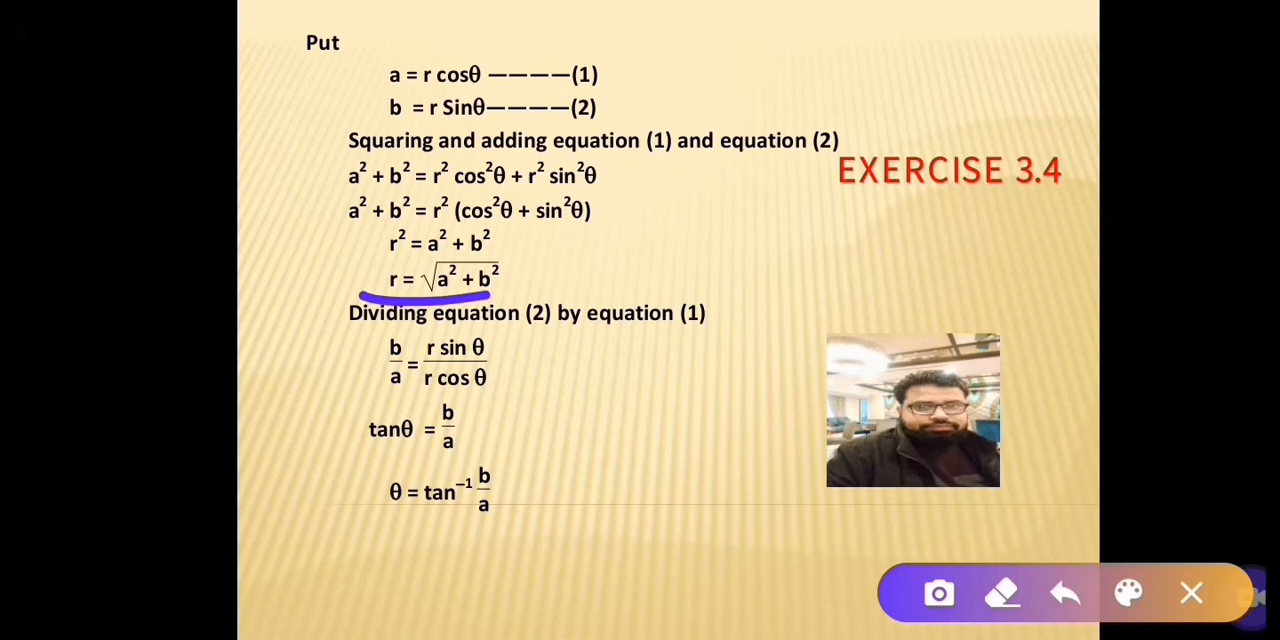 Put
a = r cosθ ————(1)
b = r Sinθ————(2)
Squaring and adding equation (1) and equation (2)
EXERCISE 3.4
a² + b² = r² cos²θ + r² sin²θ
a² + b² = r² (cos²θ + sin²θ)
r² = a² + b²
r = √a² + b²
Dividing equation (2) by equation (1)
b/a = r sin θ/r cos θ
tanθ = b/a
θ = tan⁻¹ b/a